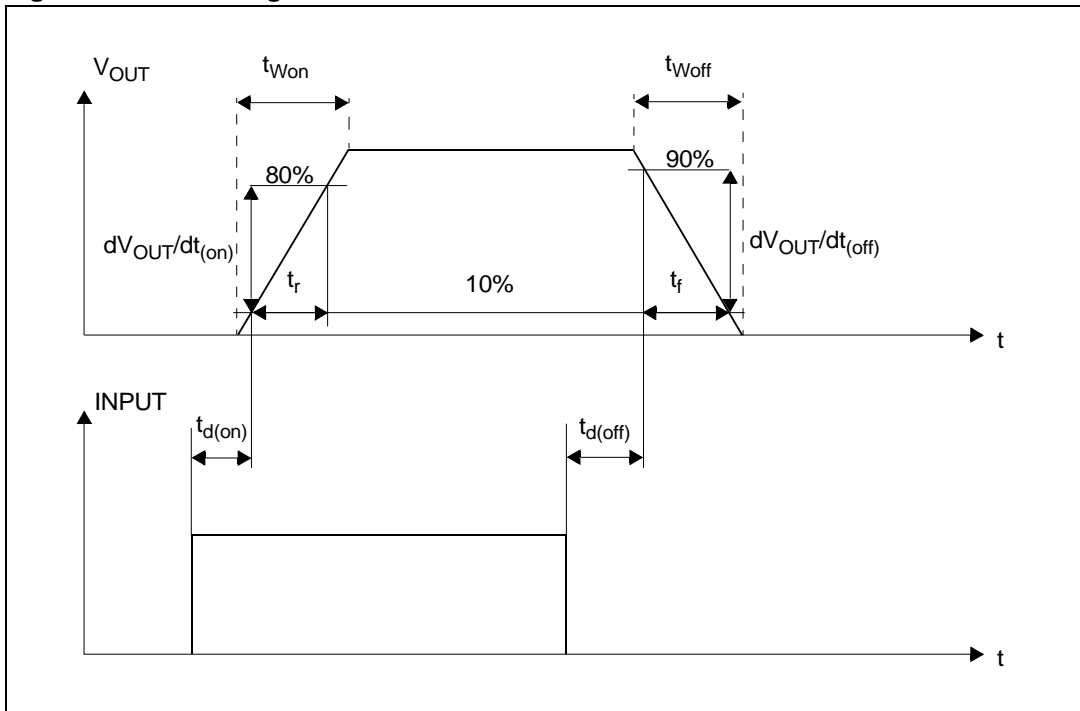 V_OUT
t_Won
t_Woff
80%
90%
dV_OUT/dt_(on)
dV_OUT/dt_(off)
t_r
10%
t_f
t
INPUT
t_d(on)
t_d(off)
t